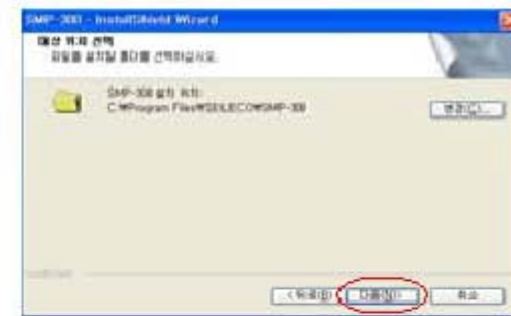 SMP-300 - InstallShield Wizard
대상 위치 선택
파일을 설치할 폴더를 선택하십시오.
SMP-300 설치 위치:
C:\Program Files\ \SMP-300
변경(C)...
< 뒤로(B)
다음(N) >
취소